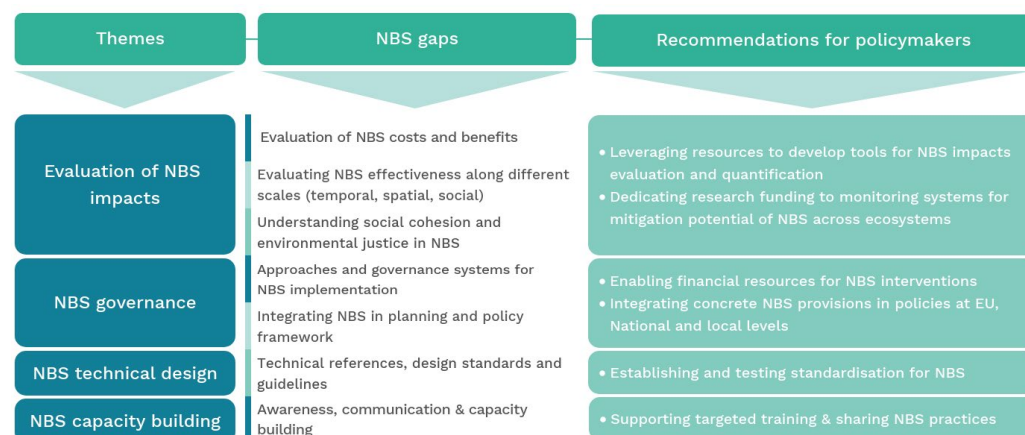 Themes
NBS gaps
Recommendations for policymakers
Evaluation of NBS
impacts
Evaluation of NBS costs and benefits
Evaluating NBS effectiveness along different
scales (temporal, spatial, social)
Understanding social cohesion and
environmental justice in NBS
• Leveraging resources to develop tools for NBS impacts
evaluation and quantification
• Dedicating research funding to monitoring systems for
mitigation potential of NBS across ecosystems
NBS governance
Approaches and governance systems for
NBS implementation
Integrating NBS in planning and policy
framework
• Enabling financial resources for NBS interventions
• Integrating concrete NBS provisions in policies at EU,
National and local levels
NBS technical design
Technical references, design standards and
guidelines
• Establishing and testing standardisation for NBS
NBS capacity building
Awareness, communication & capacity
building
• Supporting targeted training & sharing NBS practices